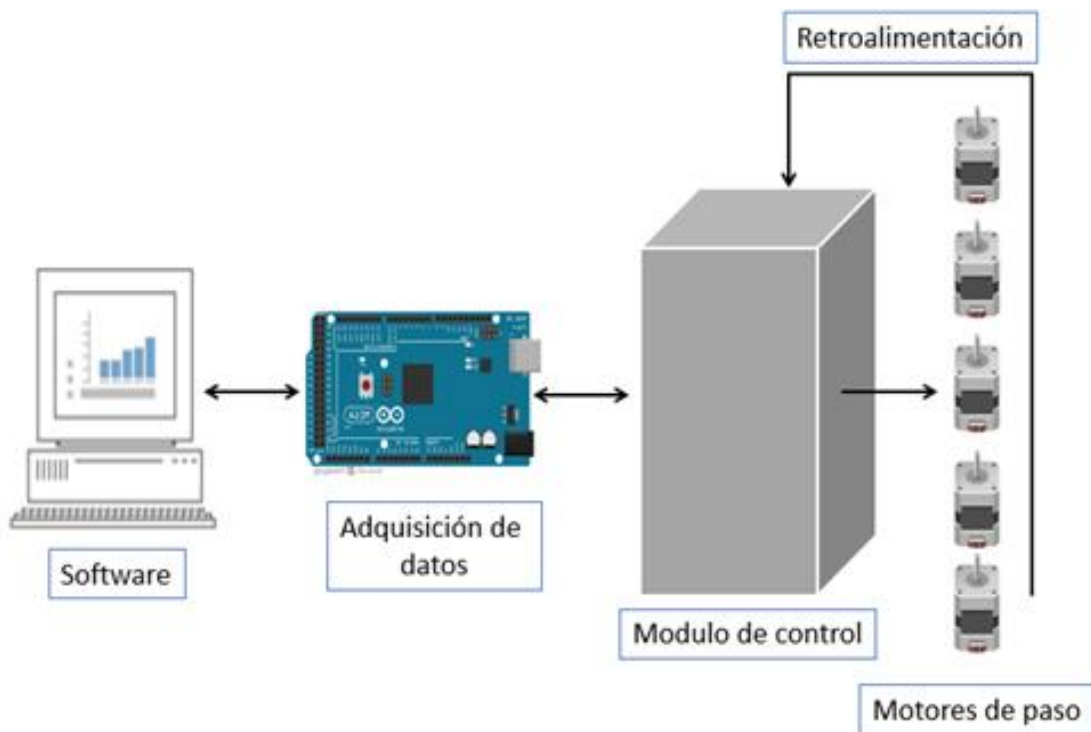 Retroalimentación
Software
Adquisición de
datos
Modulo de control
Motores de paso